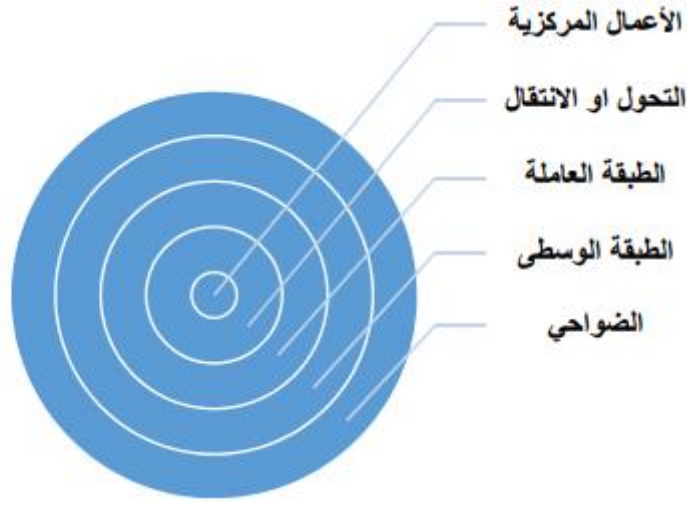 الأعمال المركزية
التحول او الانتقال
الطبقة العاملة
الطبقة الوسطى
الضواحي